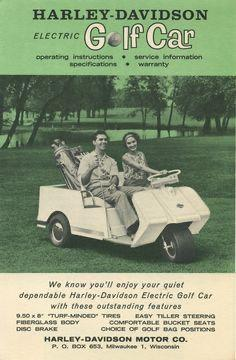 HARLEY-DAVIDSON
ELECTRIC Golf Car
operating instructions • service information
specifications • warranty
We know you'll enjoy your quiet
dependable Harley-Davidson Electric Golf Car
with these outstanding features
9.50 x 8" "TURF-MINDED" TIRES EASY TILLER STEERING
FIBERGLASS BODY COMFORTABLE BUCKET SEATS
DISC BRAKE CHOICE OF GOLF BAG POSITIONS
HARLEY-DAVIDSON MOTOR CO.
P. O. BOX 653, Milwaukee 1, Wisconsin